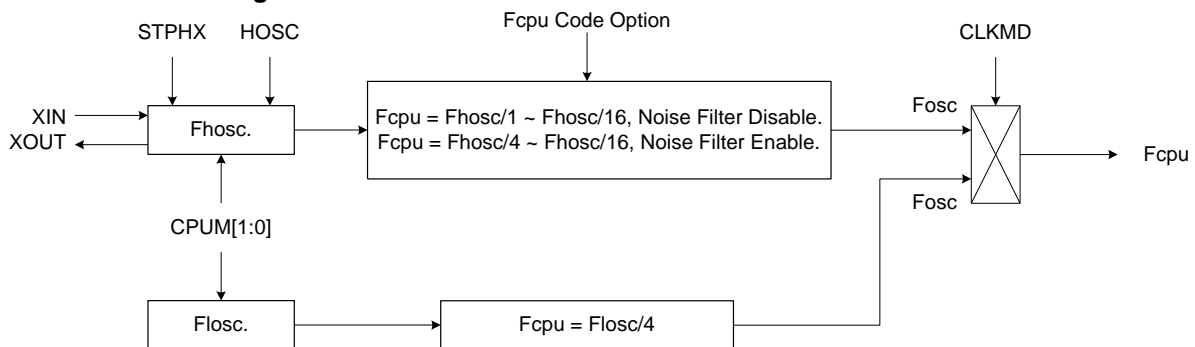 STPHX HOSC
Fcpu Code Option
CLKMD
XIN
XOUT
Fhosc.
Fcpu = Fhosc/1 ~ Fhosc/16, Noise Filter Disable.
Fcpu = Fhosc/4 ~ Fhosc/16, Noise Filter Enable.
Fosc
Fosc
Fcpu
CPUM[1:0]
Flosc.
Fcpu = Flosc/4